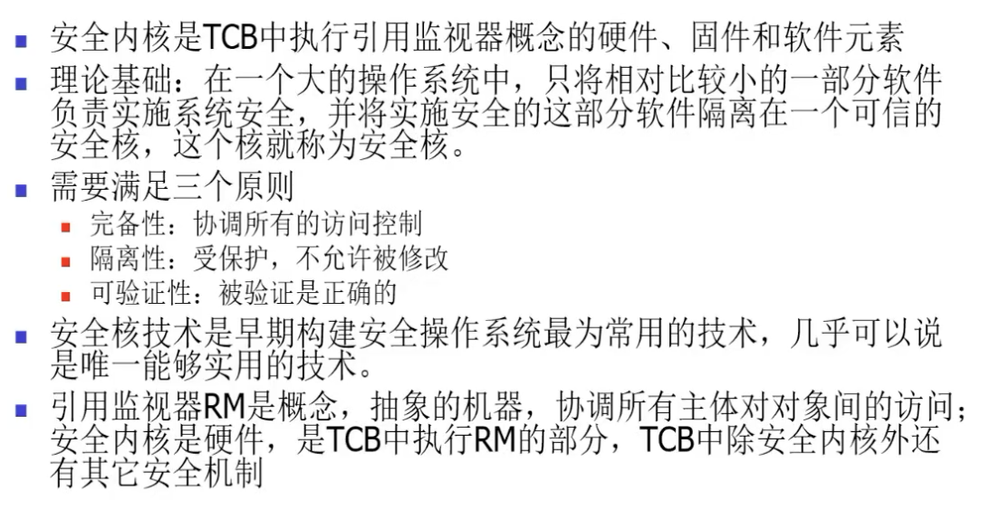 安全内核是TCB中执行引用监视器概念的硬件、固件和软件元素
理论基础：在一个大的操作系统中，只将相对比较小的一部分软件
负责实施系统安全，并将实施安全的这部分软件隔离在一个可信的
安全核，这个核就称为安全核。
需要满足三个原则
完备性：协调所有的访问控制
隔离性：受保护，不允许被修改
可验证性：被验证是正确的
安全核技术是早期构建安全操作系统最为常用的技术，几乎可以说
是唯一能够实用的技术。
引用监视器RM是概念，抽象的机器，协调所有主体对对象间的访问；
安全内核是硬件，是TCB中执行RM的部分，TCB中除安全内核外还
有其它安全机制